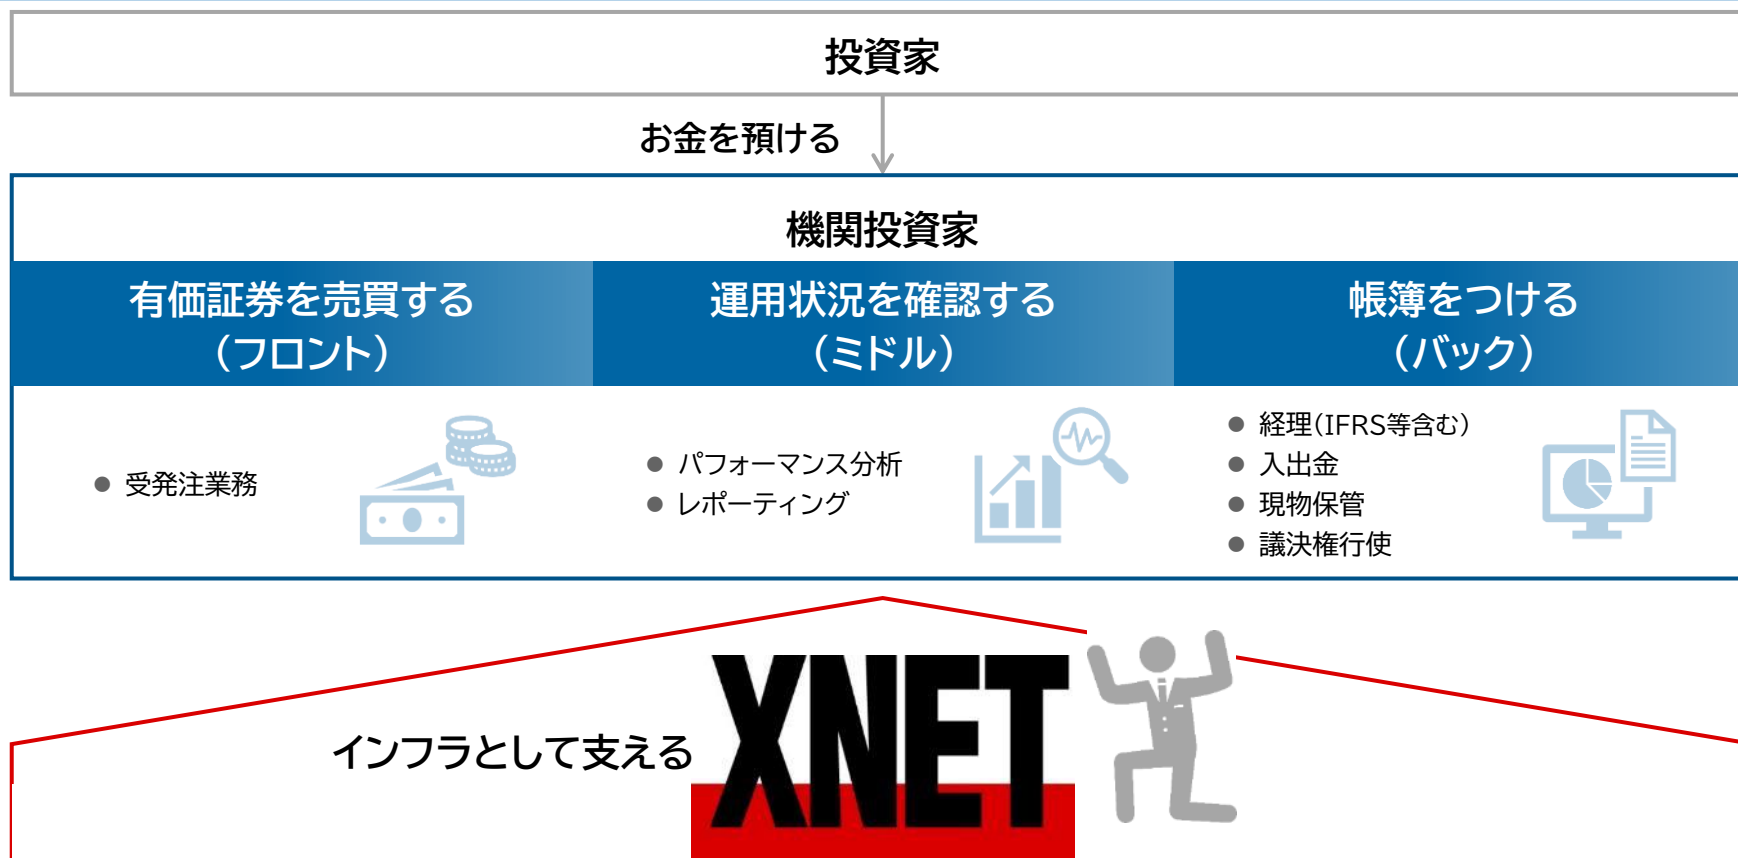 投資家
お金を預ける
機関投資家
有価証券を売買する
（フロント）
運用状況を確認する
（ミドル）
帳簿をつける
（バック）
● 受発注業務
● パフォーマンス分析
● レポーティング
● 経理（IFRS等含む）
● 入出金
● 現物保管
● 議決権行使
インフラとして支える
XNET